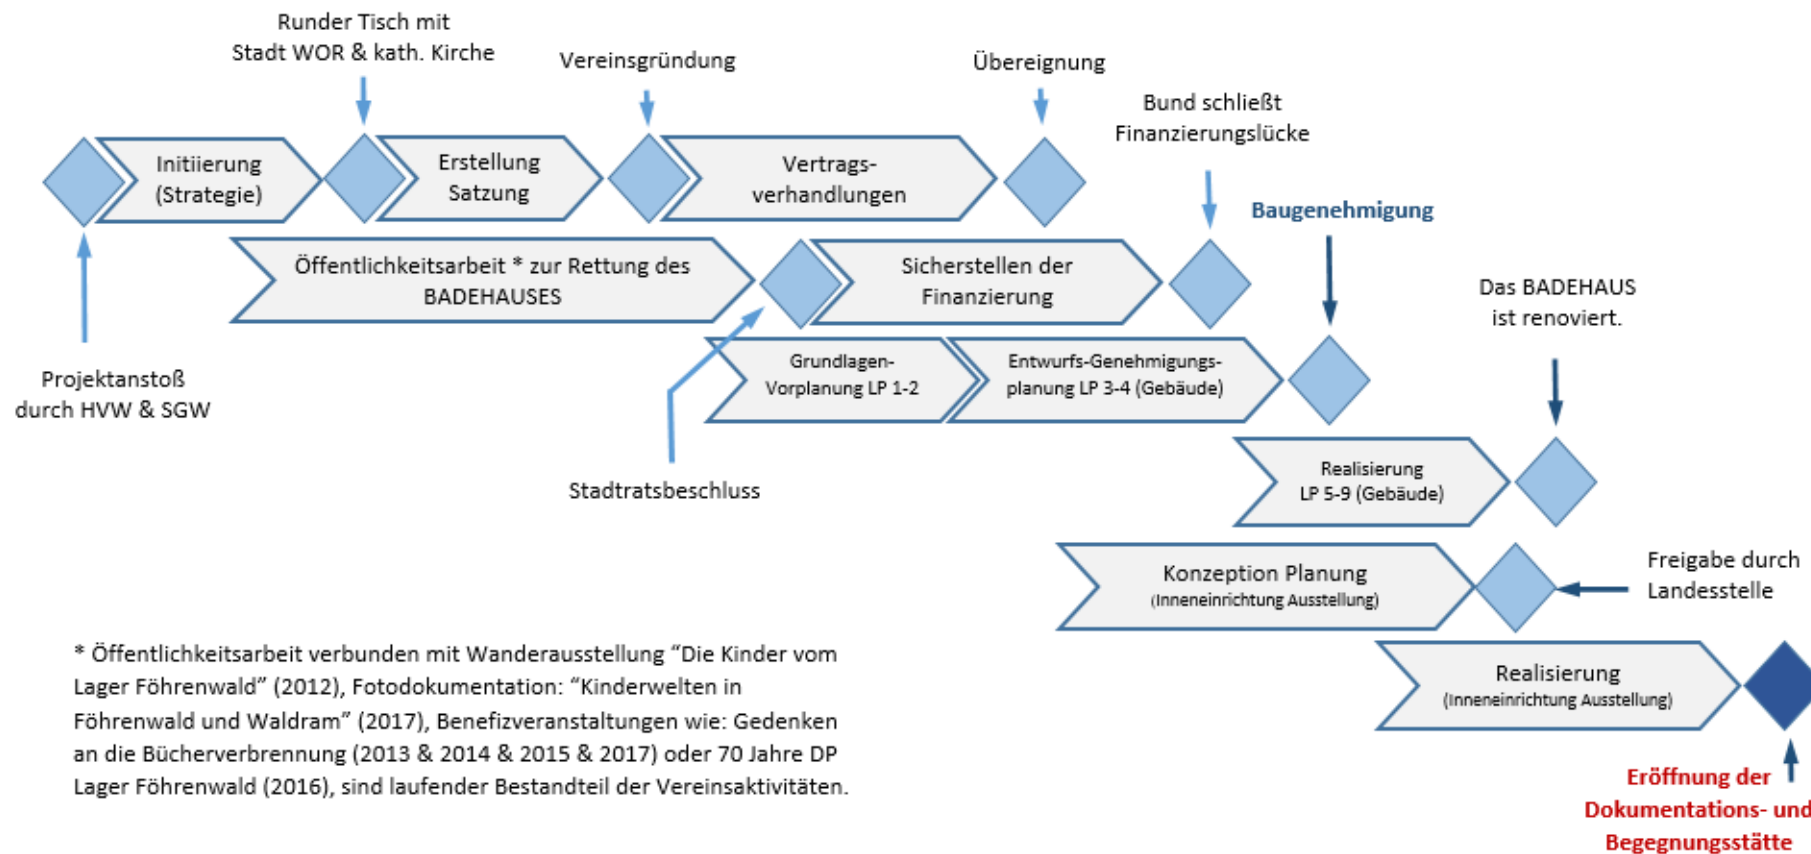 Runder Tisch mit
Stadt WOR & kath. Kirche
Vereinsgründung
Übereignung
Bund schließt
Finanzierungslücke
Initiierung
(Strategie)
Erstellung
Satzung
Vertrags-
verhandlungen
Baugenehmigung
Öffentlichkeitsarbeit * zur Rettung des
BADEHAUSES
Sicherstellen der
Finanzierung
Das BADEHAUS
ist renoviert.
Projektanstoß
durch HVW & SGW
Grundlagen-
Vorplanung LP 1-2
Entwurfs-Genehmigungs-
planung LP 3-4 (Gebäude)
Stadtratsbeschluss
Realisierung
LP 5-9 (Gebäude)
Konzeption Planung
(Inneneinrichtung Ausstellung)
Freigabe durch
Landesstelle
Realisierung
(Inneneinrichtung Ausstellung)
* Öffentlichkeitsarbeit verbunden mit Wanderausstellung “Die Kinder vom
Lager Föhrenwald” (2012), Fotodokumentation: “Kinderwelten in
Föhrenwald und Waldram” (2017), Benefizveranstaltungen wie: Gedenken
an die Bücherverbrennung (2013 & 2014 & 2015 & 2017) oder 70 Jahre DP
Lager Föhrenwald (2016), sind laufender Bestandteil der Vereinsaktivitäten.
Eröffnung der
Dokumentations- und
Begegnungsstätte